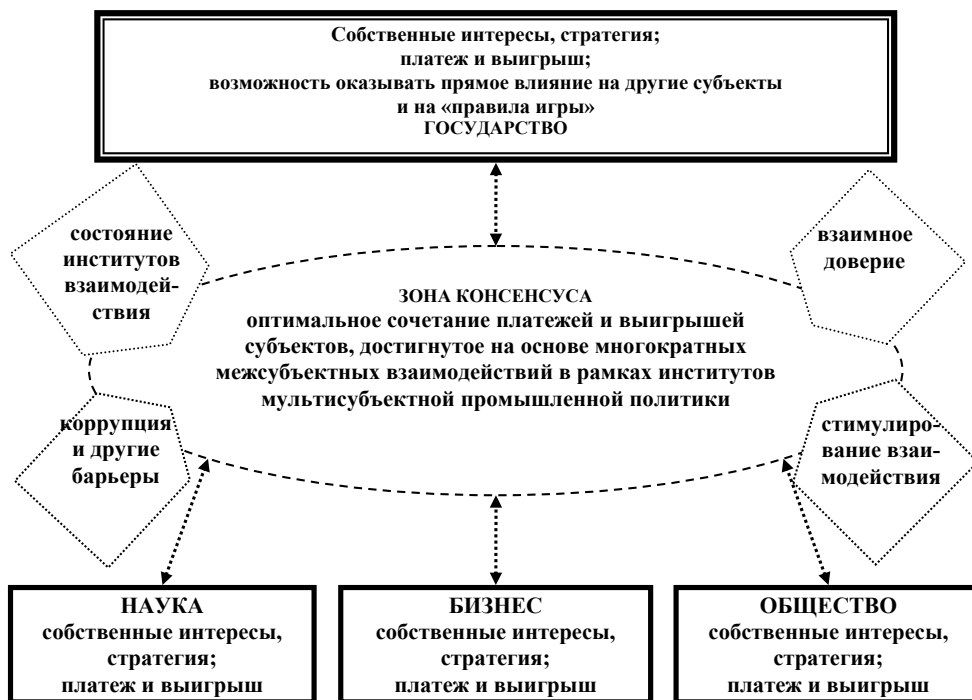 Собственные интересы, стратегия;
платеж и выигрыш;
возможность оказывать прямое влияние на другие субъекты
и на «правила игры»
ГОСУДАРСТВО
состояние
институтов
взаимодей-
ствия
взаимное
доверие
ЗОНА КОНСЕНСУСА
оптимальное сочетание платежей и выигрышей
субъектов, достигнутое на основе многократных
межсубъектных взаимодействий в рамках институтов
мультисубъектной промышленной политики
коррупция
и другие
барьеры
стимулиро-
вание взаи-
модействия
НАУКА
собственные интересы,
стратегия;
платеж и выигрыш
БИЗНЕС
собственные интересы,
стратегия;
платеж и выигрыш
ОБЩЕСТВО
собственные интересы,
стратегия;
платеж и выигрыш